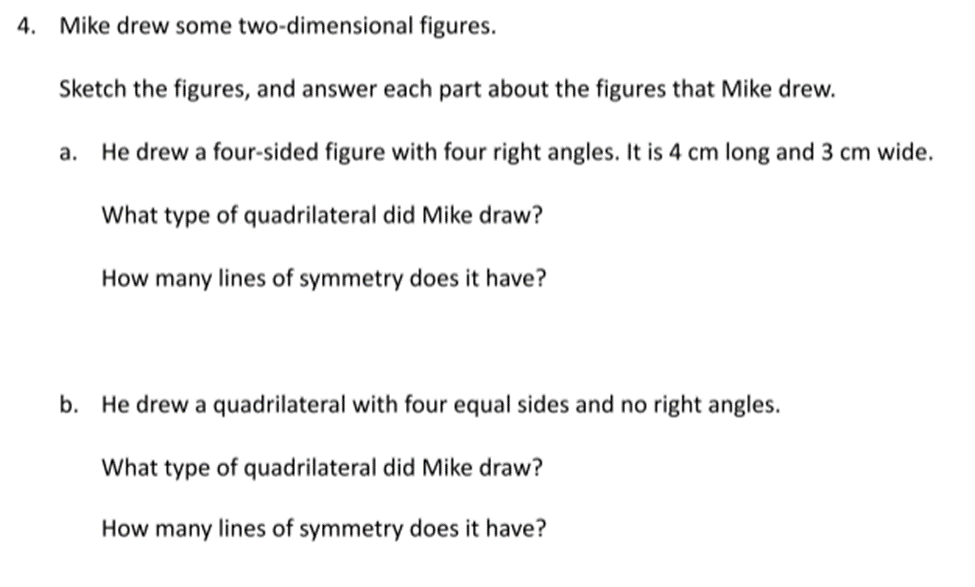 4. Mike drew some two-dimensional figures.
Sketch the figures, and answer each part about the figures that Mike drew.
a. He drew a four-sided figure with four right angles. It is 4 cm long and 3 cm wide.
What type of quadrilateral did Mike draw?
How many lines of symmetry does it have?
b. He drew a quadrilateral with four equal sides and no right angles.
What type of quadrilateral did Mike draw?
How many lines of symmetry does it have?